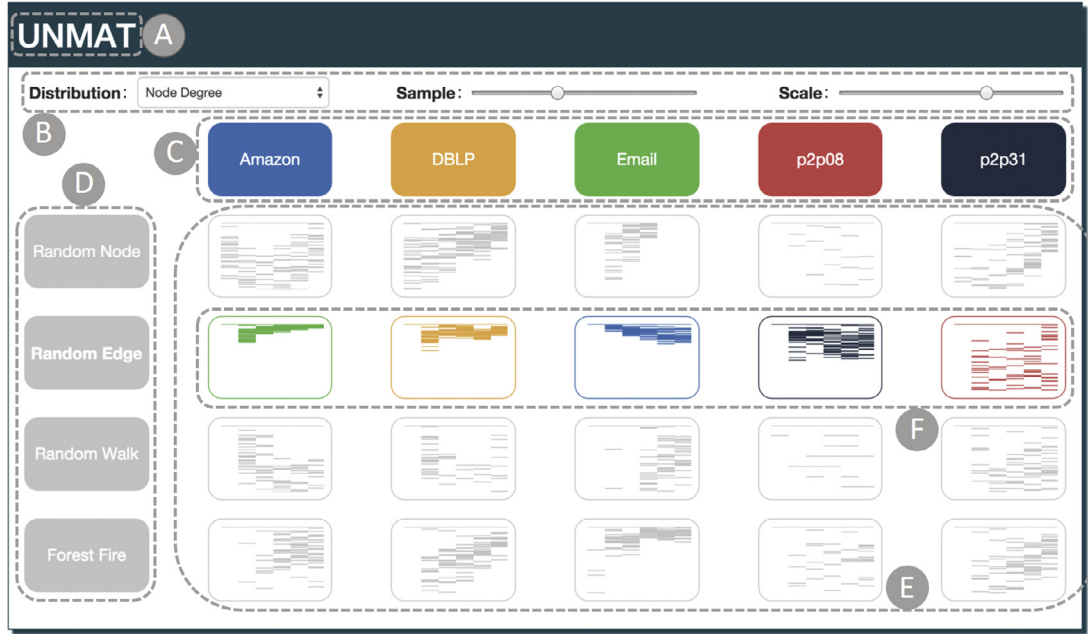 UNMAT A
Distribution: Node Degree Sample: Scale:
B
C Amazon DBLP Email p2p08 p2p31
D
Random Node
Random Edge
F
Random Walk
Forest Fire
E